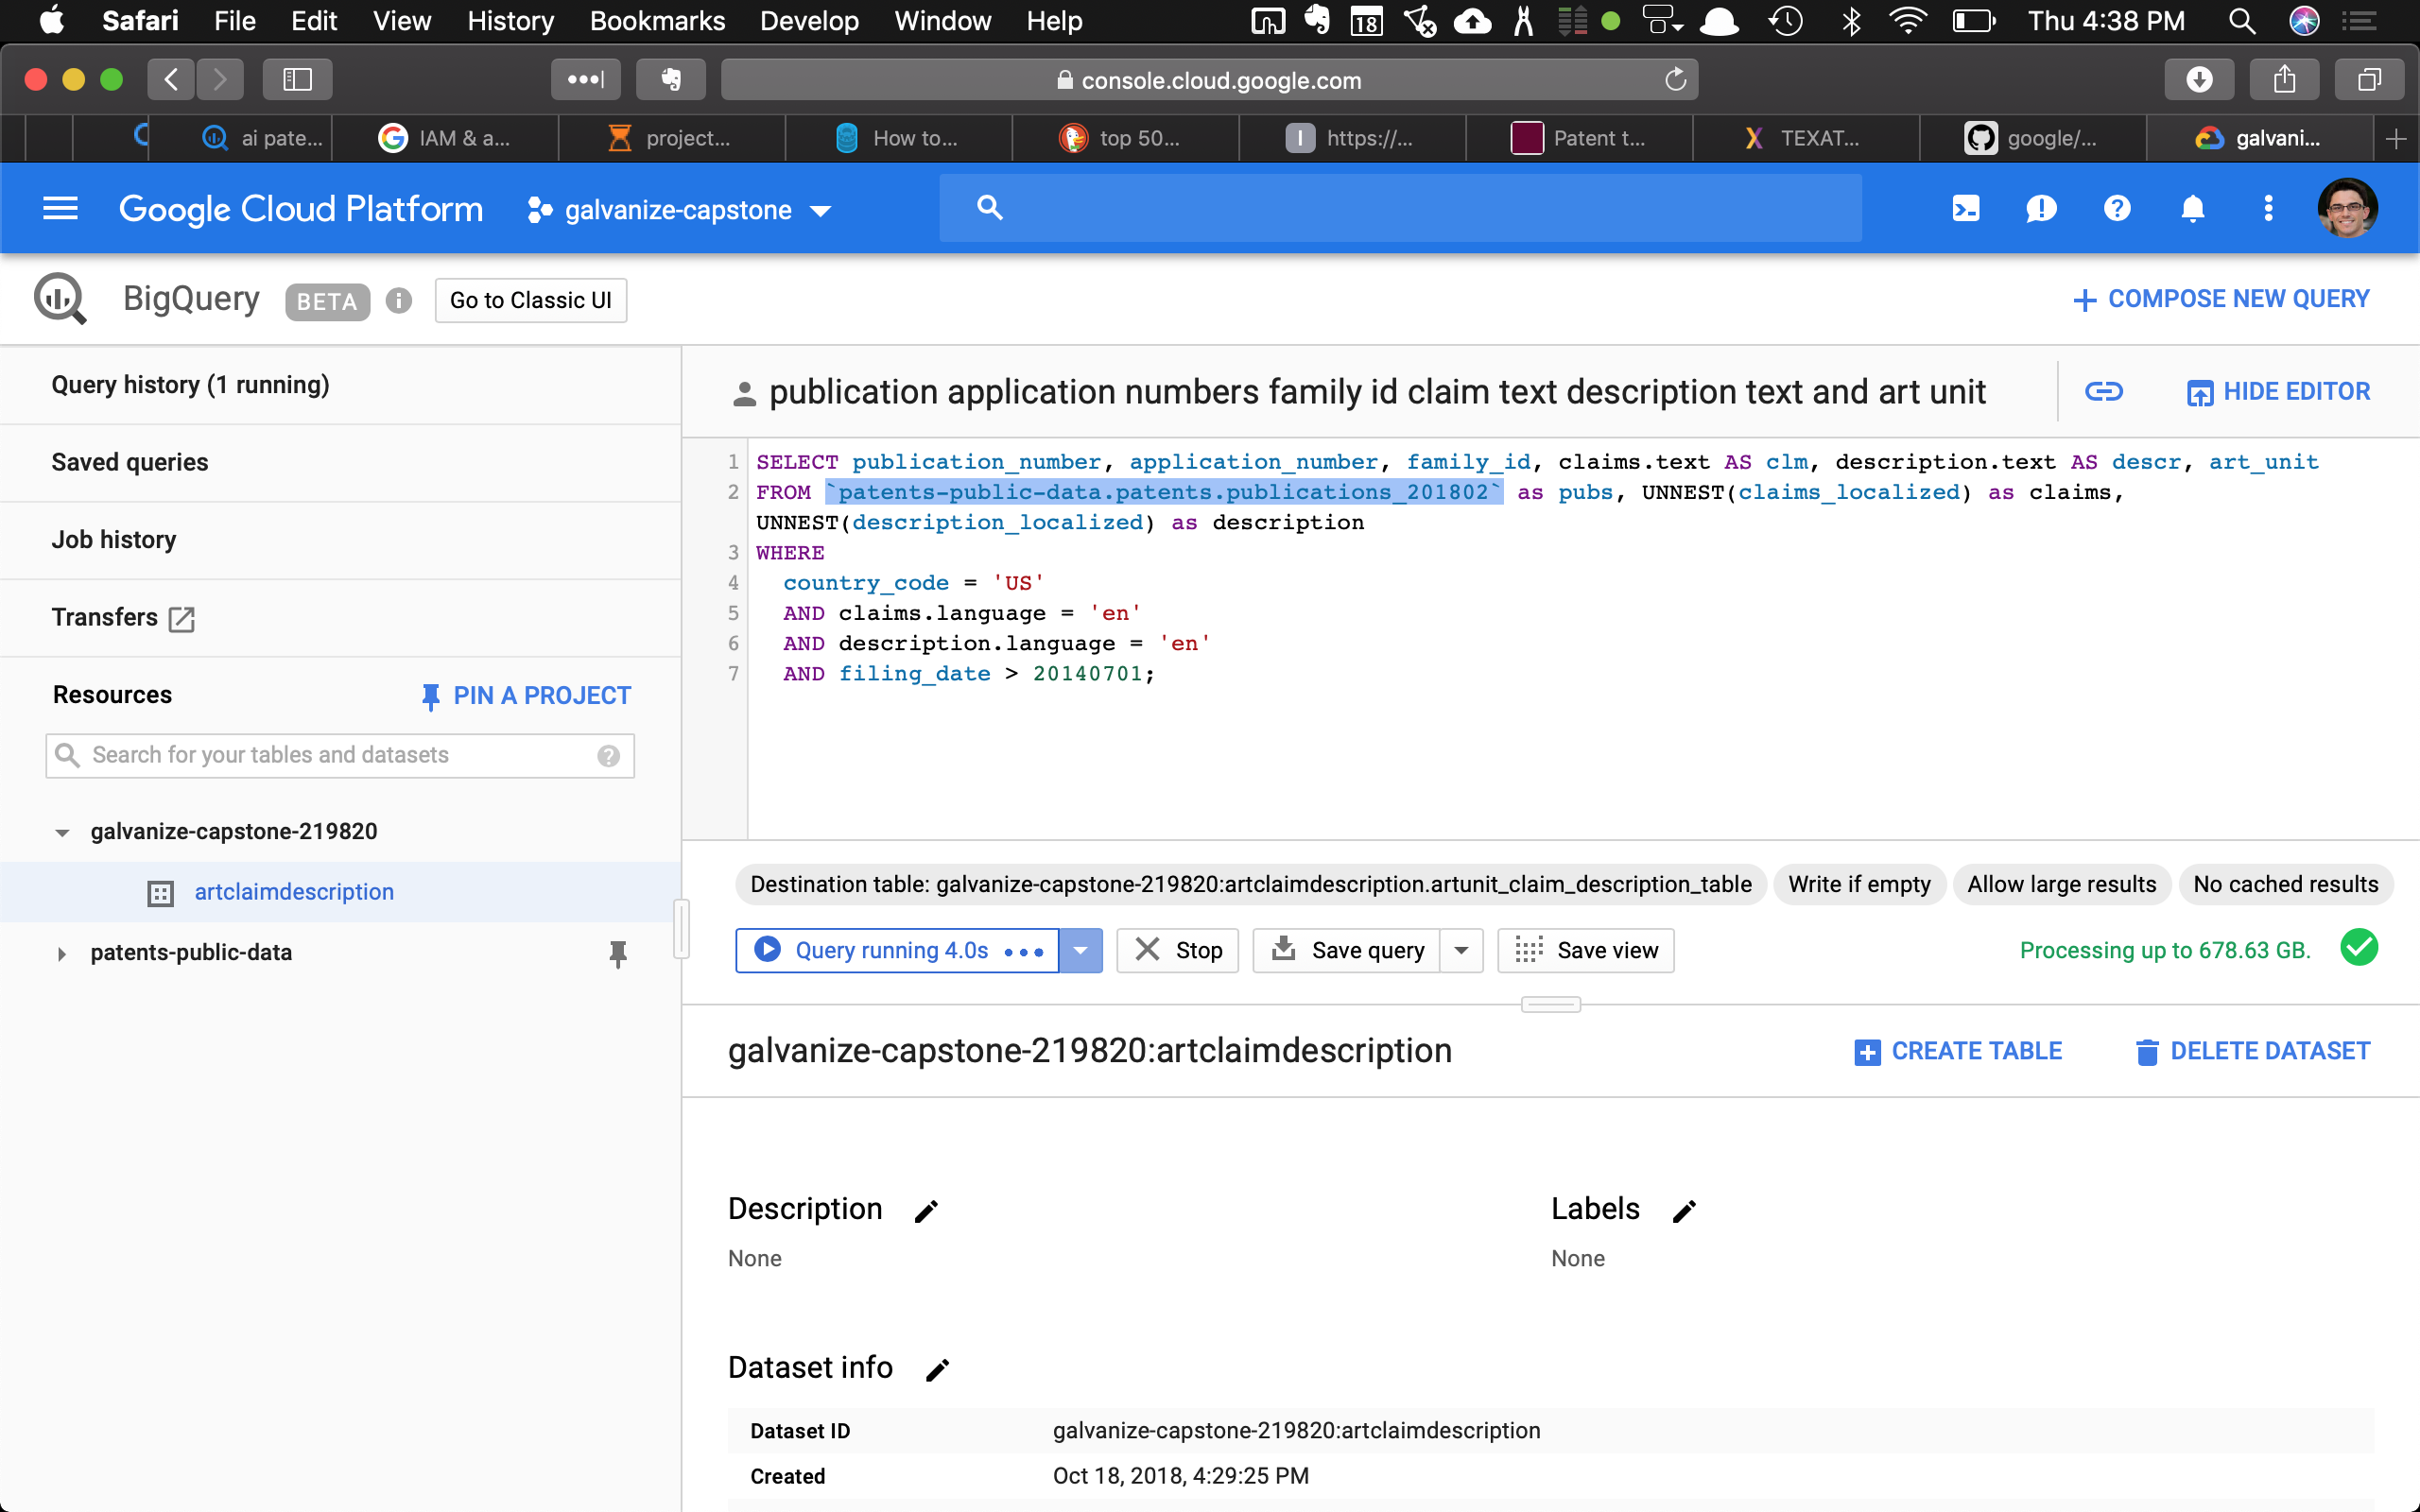 Safari File Edit View History Bookmarks Develop Window Help 18 Thu 4:38 PM
console.cloud.google.com
ai pate... IAM & a... project... How to... top 50... I https://... Patent t... TEXAT... google/... galvani...
Google Cloud Platform galvanize-capstone
BigQuery BETA Go to Classic UI COMPOSE NEW QUERY
Query history (1 running)
Saved queries
Job history
Transfers
Resources PIN A PROJECT
Search for your tables and datasets
galvanize-capstone-219820
artclaimdescription
patents-public-data
publication application numbers family id claim text description text and art unit HIDE EDITOR
1 SELECT publication_number, application_number, family_id, claims.text AS clm, description.text AS descr, art_unit
2 FROM `patents-public-data.patents.publications_201802` as pubs, UNNEST(claims_localized) as claims,
UNNEST(description_localized) as description
3 WHERE
4 country_code = 'US'
5 AND claims.language = 'en'
6 AND description.language = 'en'
7 AND filing_date > 20140701;
Destination table: galvanize-capstone-219820:artclaimdescription.artunit_claim_description_table Write if empty Allow large results No cached results
Query running 4.0s Stop Save query Save view Processing up to 678.63 GB.
galvanize-capstone-219820:artclaimdescription CREATE TABLE DELETE DATASET
Description Labels
None None
Dataset info
Dataset ID galvanize-capstone-219820:artclaimdescription
Created Oct 18, 2018, 4:29:25 PM